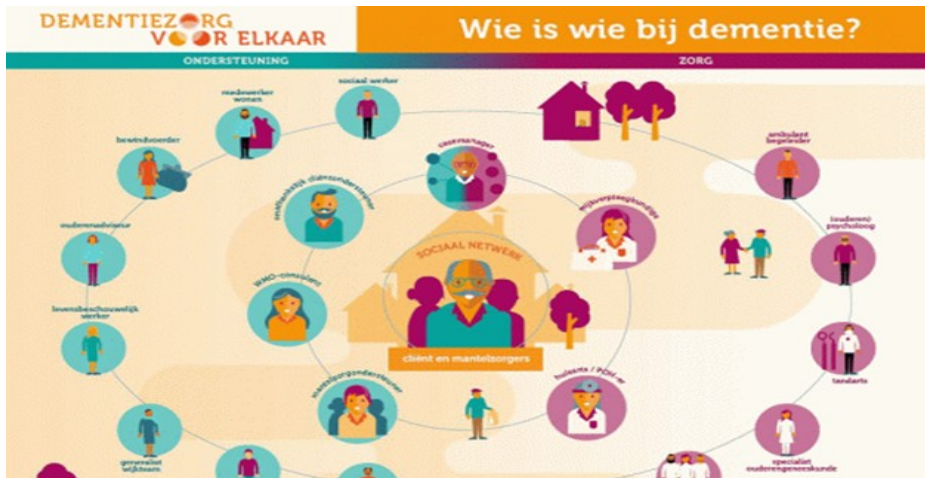 DEMENTIEZORG
VOOR ELKAAR
Wie is wie bij dementie?
ONDERSTEUNING
ZORG
sociaal werker
medewerker
wonen
bewindvoerder
casemanager
ambulant
begeleider
onafhankelijk cliëntondersteuner
wijkverpleegkundige
ouderenadviseur
(ouderen)
psycholoog
SOCIAAL NETWERK
WMO-consulent
levensbeschouwelijk
werker
cliënt en mantelzorgers
tandarts
mantelzorgondersteuner
huisarts / POH-er
generalist
wijkteam
specialist
ouderengeneeskunde